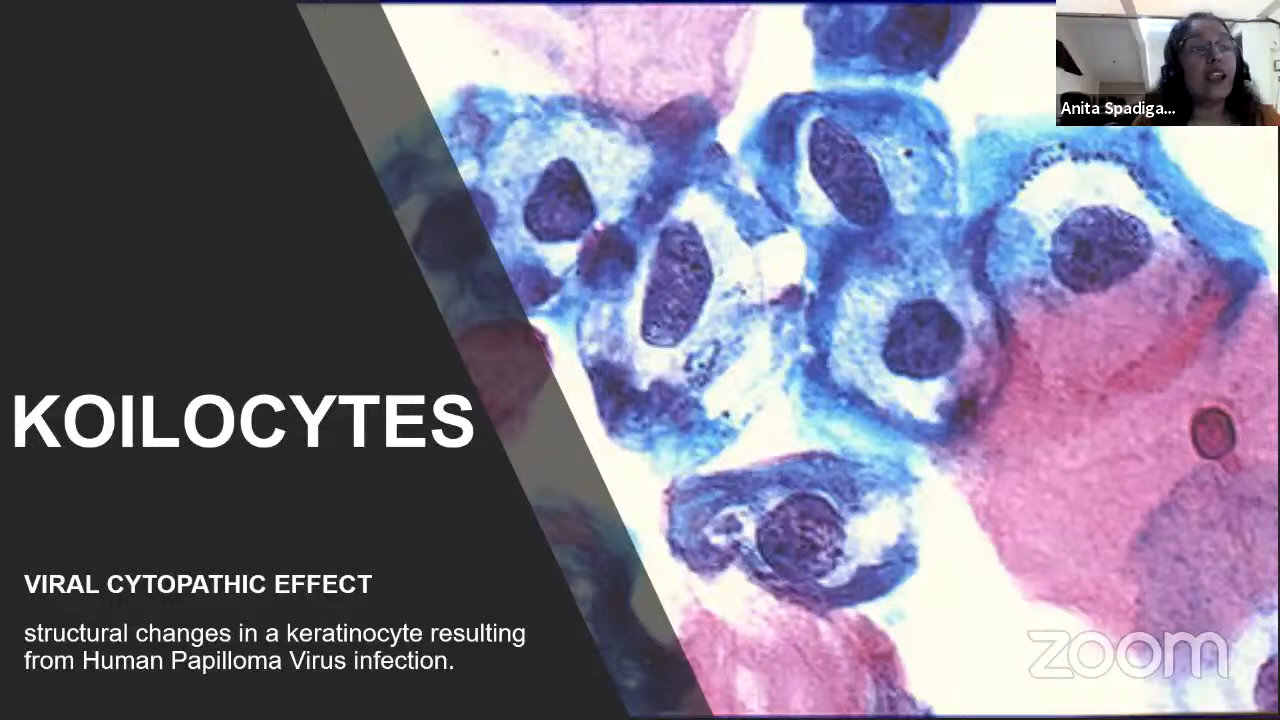 Anita Spadiga...
KOILOCYTES
VIRAL CYTOPATHIC EFFECT
structural changes in a keratinocyte resulting
from Human Papilloma Virus infection.
zoom